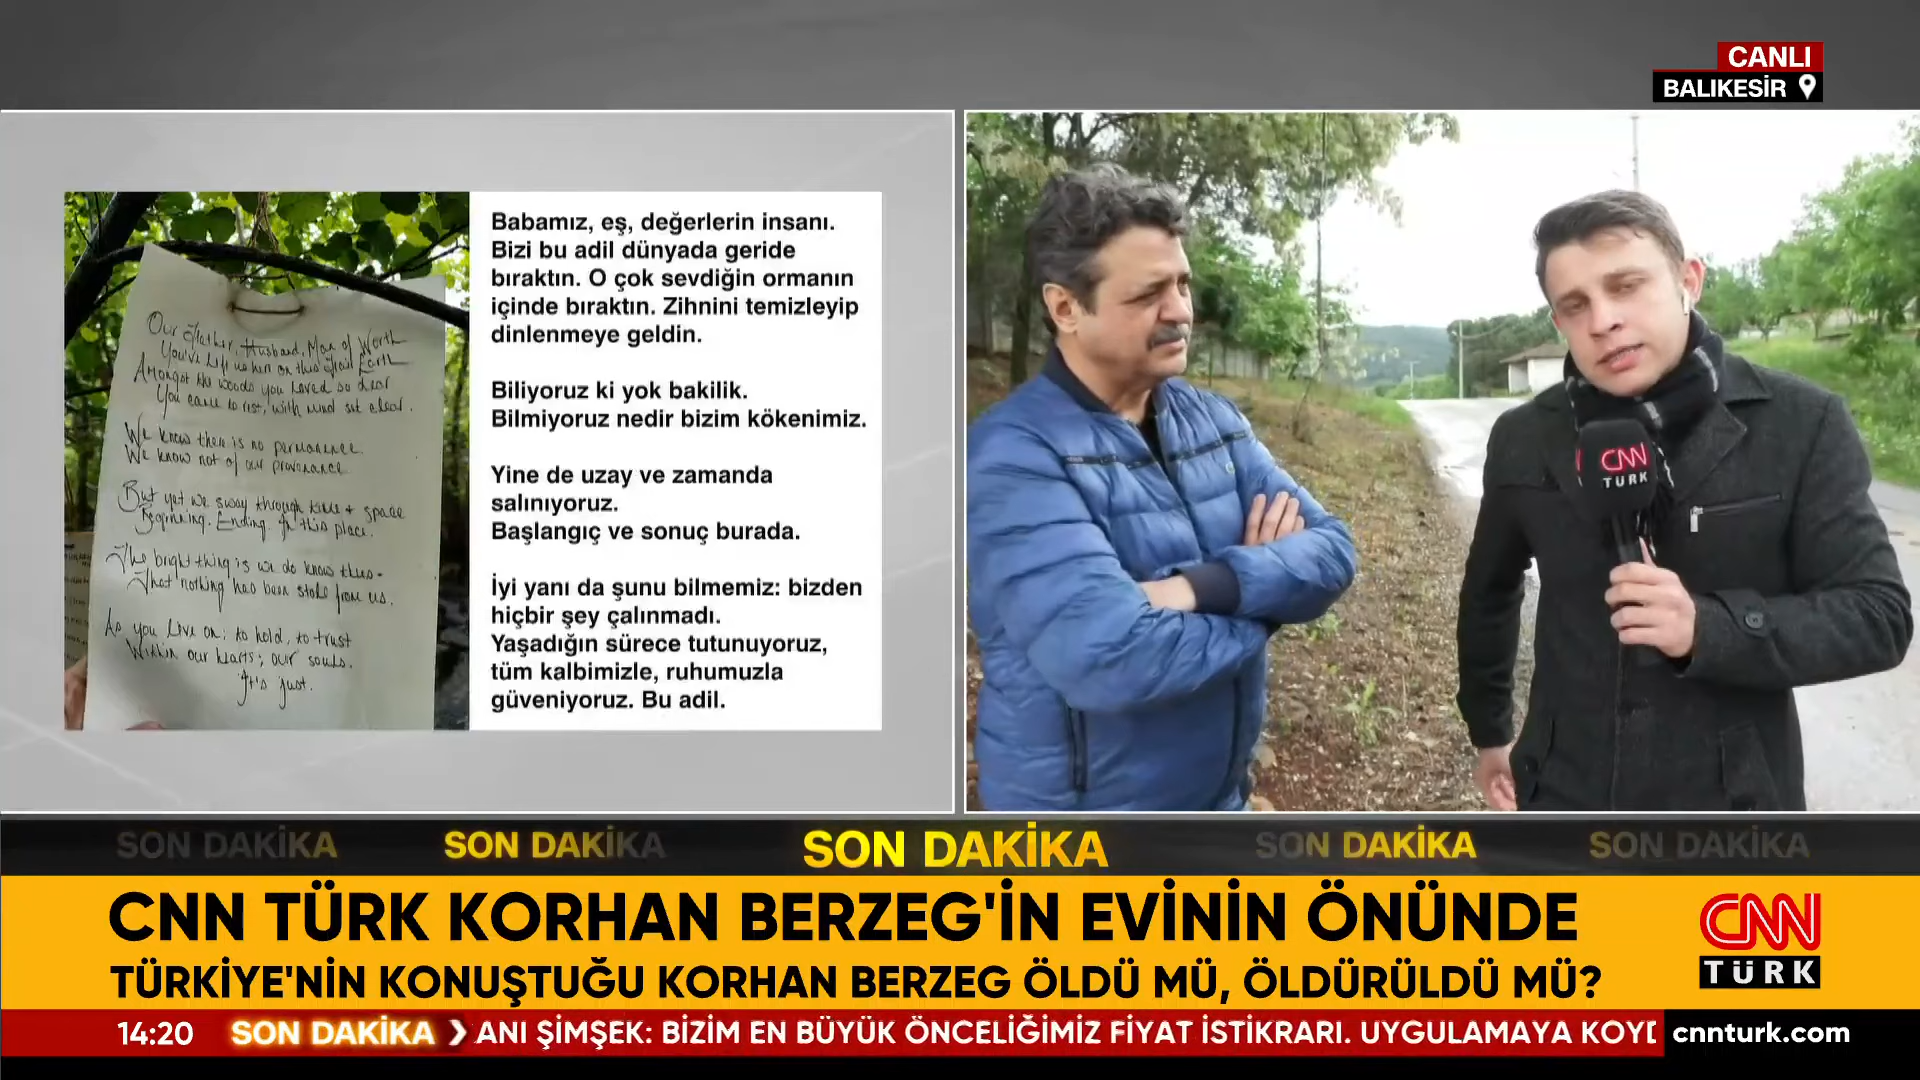 CANLI
BALIKESİR
Our Father, Husband, Man of Worth
You've left us here on this frail Earth
Amongst the woods you loved so dear
You came to rest, with mind set clear.
We know there is no permanence
We know not of our provenance
But yet we sway through time + space
Beginning. Ending. In this place.
The bright thing is we do know thus-
That nothing has been stole from us.
As you live on; to hold, to trust
Within our hearts; our souls.
It's just.
Babamız, eş, değerlerin insanı.
Bizi bu adil dünyada geride
bıraktın. O çok sevdiğin ormanın
içinde bıraktın. Zihnini temizleyip
dinlenmeye geldin.
Biliyoruz ki yok bakilik.
Bilmiyoruz nedir bizim kökenimiz.
Yine de uzay ve zamanda
salınıyoruz.
Başlangıç ve sonuç burada.
İyi yanı da şunu bilmemiz: bizden
hiçbir şey çalınmadı.
Yaşadığın sürece tutunuyoruz,
tüm kalbimizle, ruhumuzla
güveniyoruz. Bu adil.
CNN
TÜRK
SON DAKİKA SON DAKİKA SON DAKİKA SON DAKİKA SON DAKİKA
CNN TÜRK KORHAN BERZEG'İN EVİNİN ÖNÜNDE
TÜRKİYE'NİN KONUŞTUĞU KORHAN BERZEG ÖLDÜ MÜ, ÖLDÜRÜLDÜ MÜ?
CNN
TÜRK
14:20 SON DAKİKA ❯ ANI ŞİMŞEK: BİZİM EN BÜYÜK ÖNCELİĞİMİZ FİYAT İSTİKRARI. UYGULAMAYA KOYD cnnturk.com